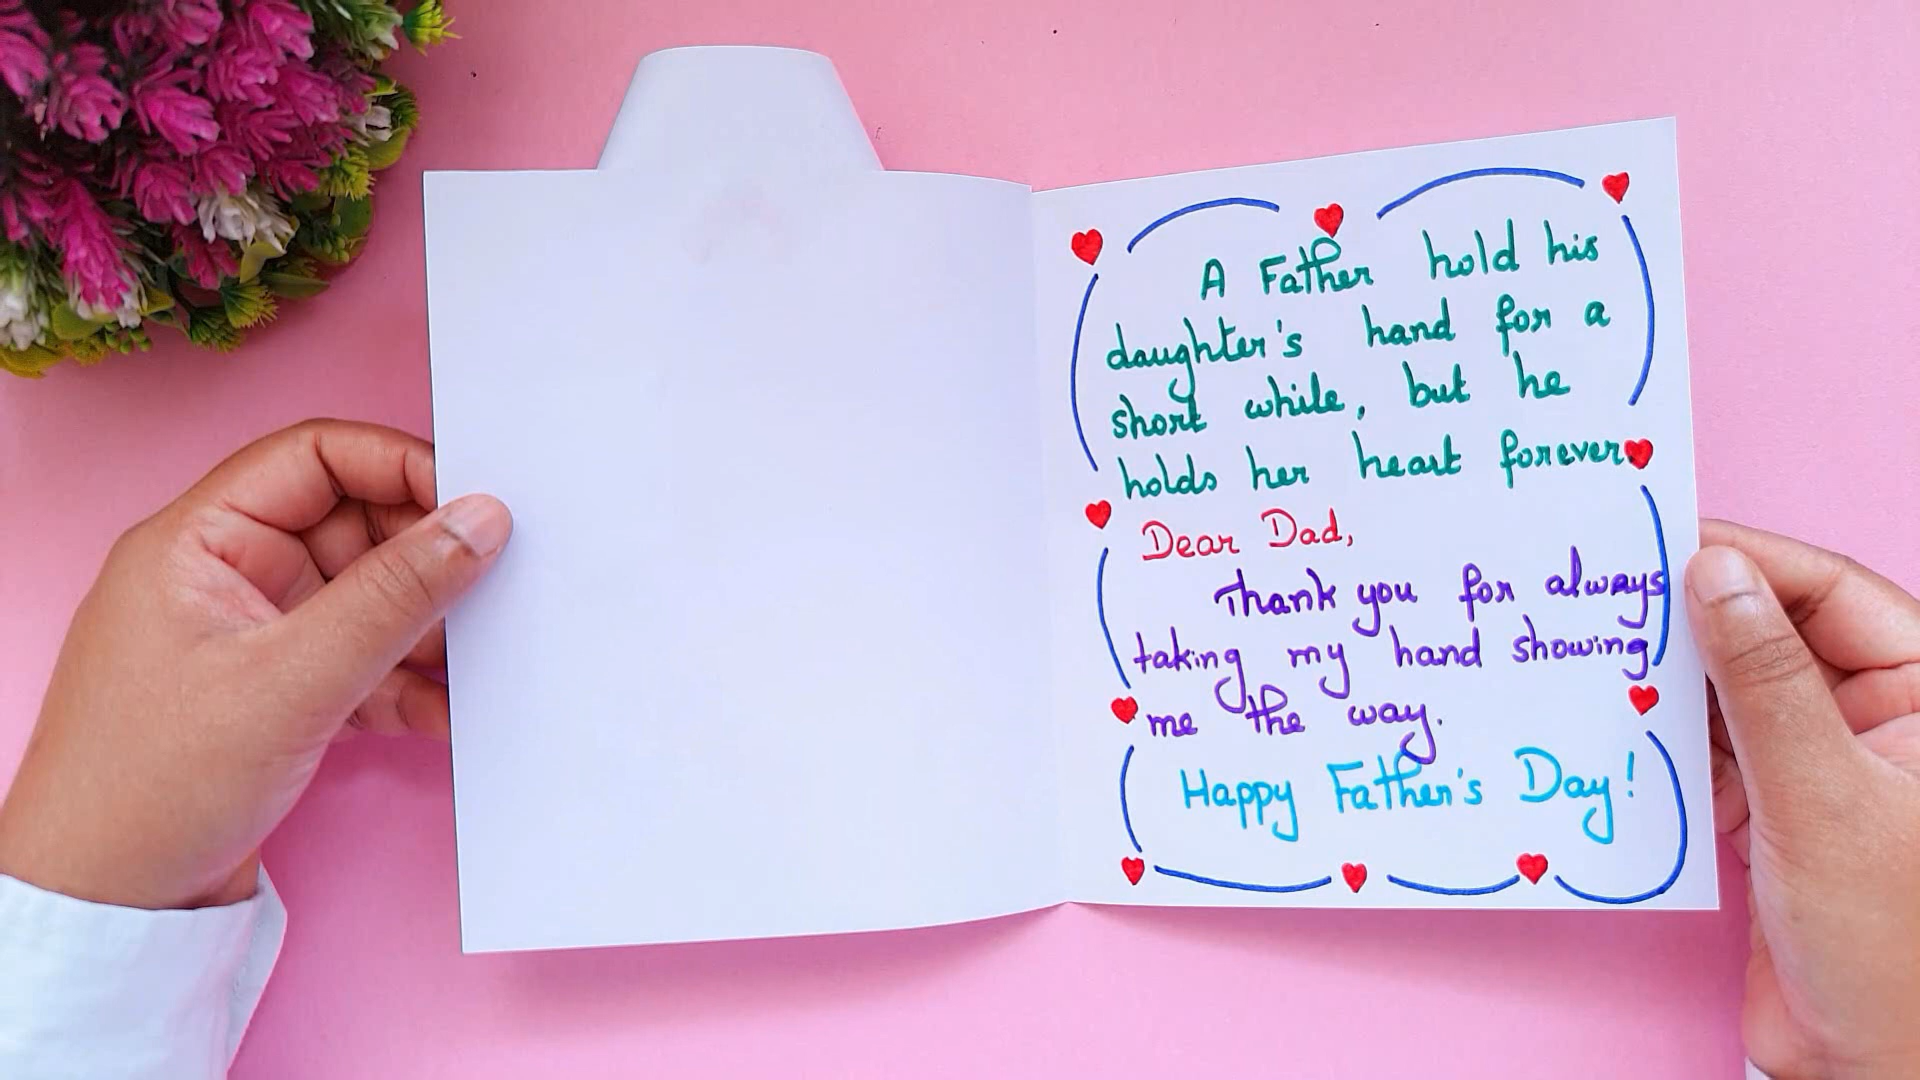 A Father hold his
daughter's hand for a
short while, but he
holds her heart forever.
Dear Dad,
Thank you for always
taking my hand showing
me the way.
Happy Father's Day!